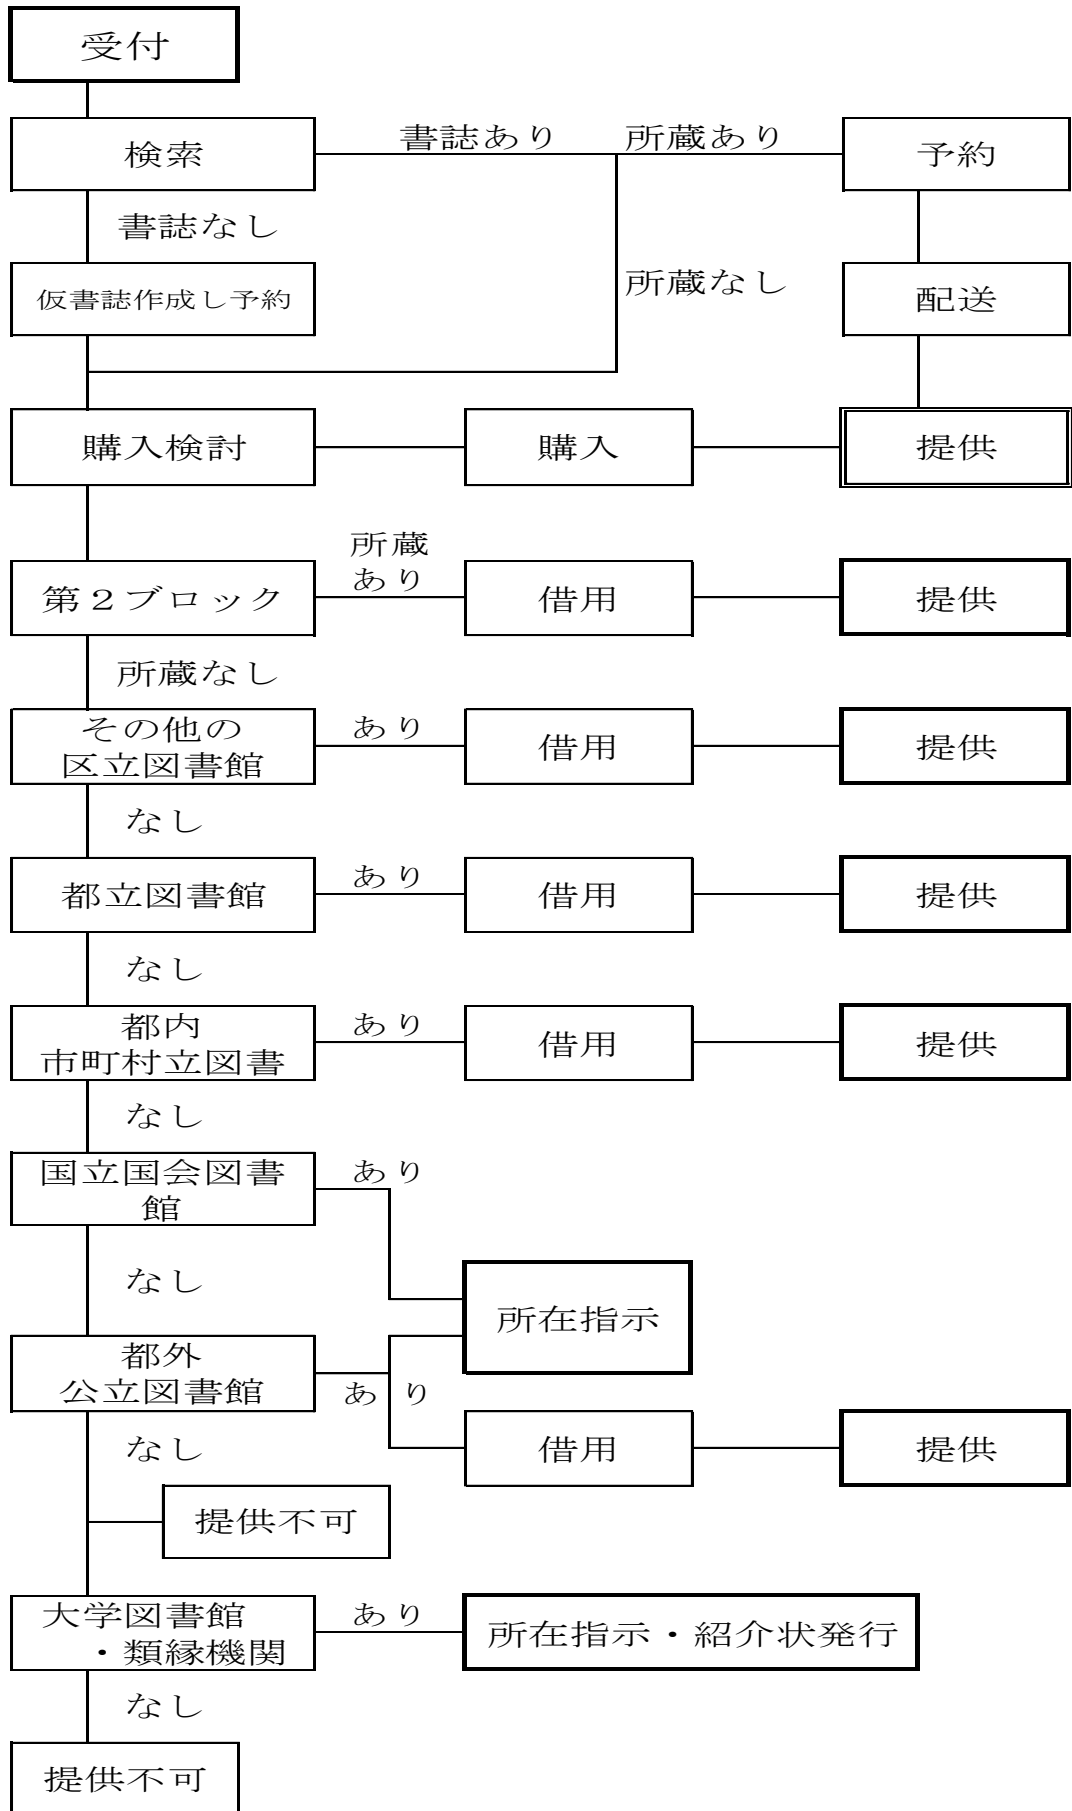 受付
検索
書誌あり
所蔵あり
予約
書誌なし
所蔵なし
仮書誌作成し予約
配送
購入検討
購入
提供
所蔵
あり
第２ブロック
借用
提供
所蔵なし
その他の
区立図書館
あり
借用
提供
なし
都立図書館
あり
借用
提供
なし
都内
市町村立図書
あり
借用
提供
なし
国立国会図書
館
あり
なし
所在指示
都外
公立図書館
あり
なし
借用
提供
提供不可
大学図書館
・類縁機関
あり
所在指示・紹介状発行
なし
提供不可